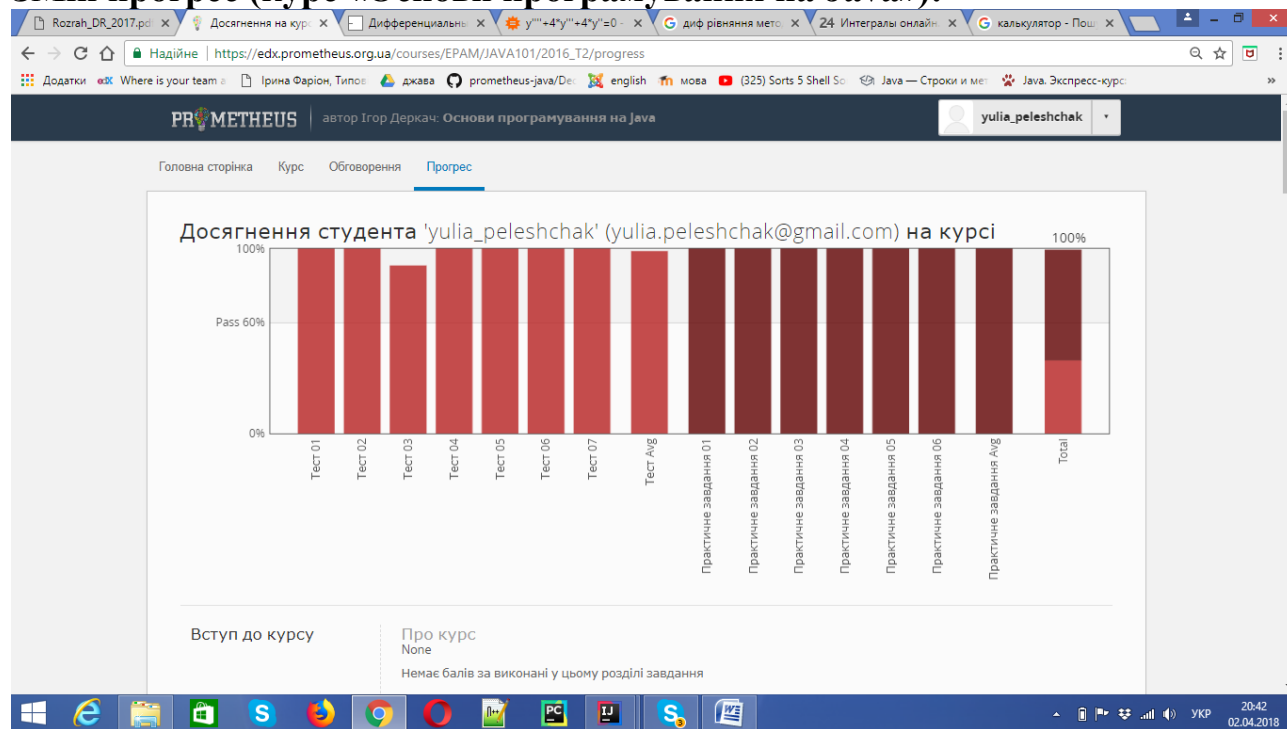 Rozrah_DR_2017.pd
Досягнення на курс
Дифференциальны
y""+4*y"+4*y"=0 -
диф рівняння мето
24 Интегралы онлайн
калькулятор - Пош
Надійне | https://edx.prometheus.org.ua/courses/EPAM/JAVA101/2016_T2/progress
Додатки Where is your team a Ірина Фаріон, Типов джава prometheus-java/Dec english мова (325) Sorts 5 Shell So Java — Строки и мет Java. Экспресс-курс: »
PROMETHEUS автор Ігор Деркач: Основи програмування на Java yulia_peleshchak
Головна сторінка Курс Обговорення Прогрес
Досягнення студента 'yulia_peleshchak' (yulia.peleshchak@gmail.com) на курсі
100%
100%
Pass 60%
0%
Тест 01
Тест 02
Тест 03
Тест 04
Тест 05
Тест 06
Тест 07
Тест Avg
Практичне завдання 01
Практичне завдання 02
Практичне завдання 03
Практичне завдання 04
Практичне завдання 05
Практичне завдання 06
Практичне завдання Avg
Total
Вступ до курсу
Про курс
None
Немає балів за виконані у цьому розділі завдання
УКР
20:42
02.04.2018